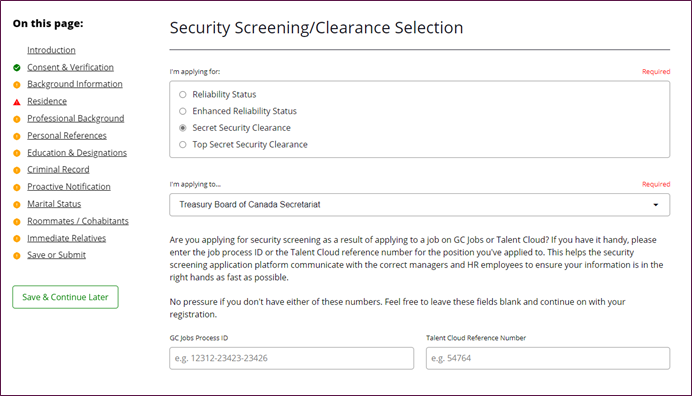 On this page:
Introduction
Consent & Verification
Background Information
Residence
Professional Background
Personal References
Education & Designations
Criminal Record
Proactive Notification
Marital Status
Roommates / Cohabitants
Immediate Relatives
Save or Submit
Save & Continue Later
Security Screening/Clearance Selection
I'm applying for:
Required
Reliability Status
Enhanced Reliability Status
Secret Security Clearance
Top Secret Security Clearance
I'm applying to...
Required
Treasury Board of Canada Secretariat
Are you applying for security screening as a result of applying to a job on GC Jobs or Talent Cloud? If you have it handy, please
enter the job process ID or the Talent Cloud reference number for the position you've applied to. This helps the security
screening application platform communicate with the correct managers and HR employees to ensure your information is in the
right hands as fast as possible.
No pressure if you don't have either of these numbers. Feel free to leave these fields blank and continue on with your
registration.
GC Jobs Process ID
Talent Cloud Reference Number
e.g. 12312-23423-23426
e.g. 54764